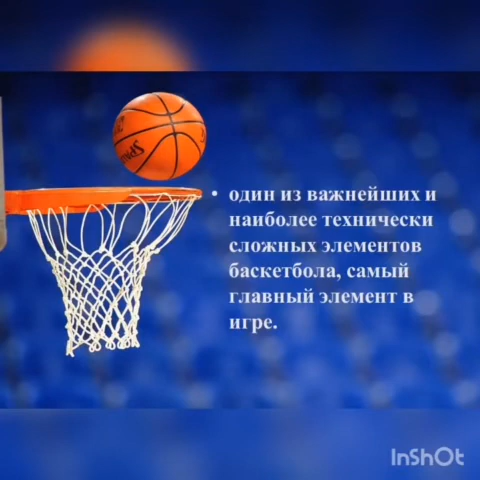 • один из важнейших и
наиболее технически
сложных элементов
баскетбола, самый
главный элемент в
игре.
InShOt